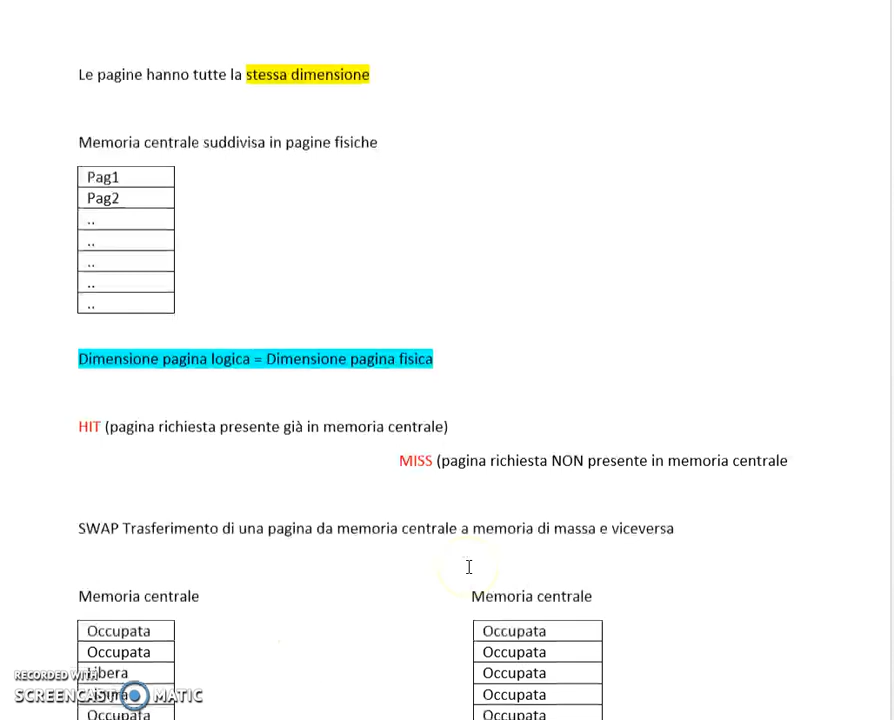 Le pagine hanno tutte la stessa dimensione
Memoria centrale suddivisa in pagine fisiche
Pag1
Pag2
..
..
..
..
..
Dimensione pagina logica = Dimensione pagina fisica
HIT (pagina richiesta presente già in memoria centrale)
MISS (pagina richiesta NON presente in memoria centrale
SWAP Trasferimento di una pagina da memoria centrale a memoria di massa e viceversa
Memoria centrale
Occupata
Occupata
Libera
Occupata
Memoria centrale
Occupata
Occupata
Occupata
Occupata
Occupata
RECORDED WITH
SCREENCAST MATIC